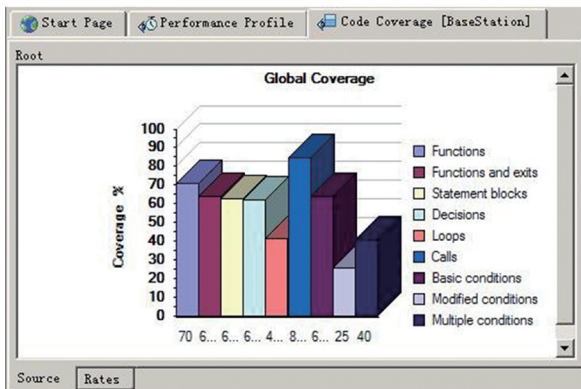 Start Page
Performance Profile
Code Coverage [BaseStation]
Root
Global Coverage
Coverage %
100
90
80
70
60
50
40
30
20
10
0
70 6... 6... 6... 4... 8... 6... 25 40
Functions
Functions and exits
Statement blocks
Decisions
Loops
Calls
Basic conditions
Modified conditions
Multiple conditions
Source
Rates